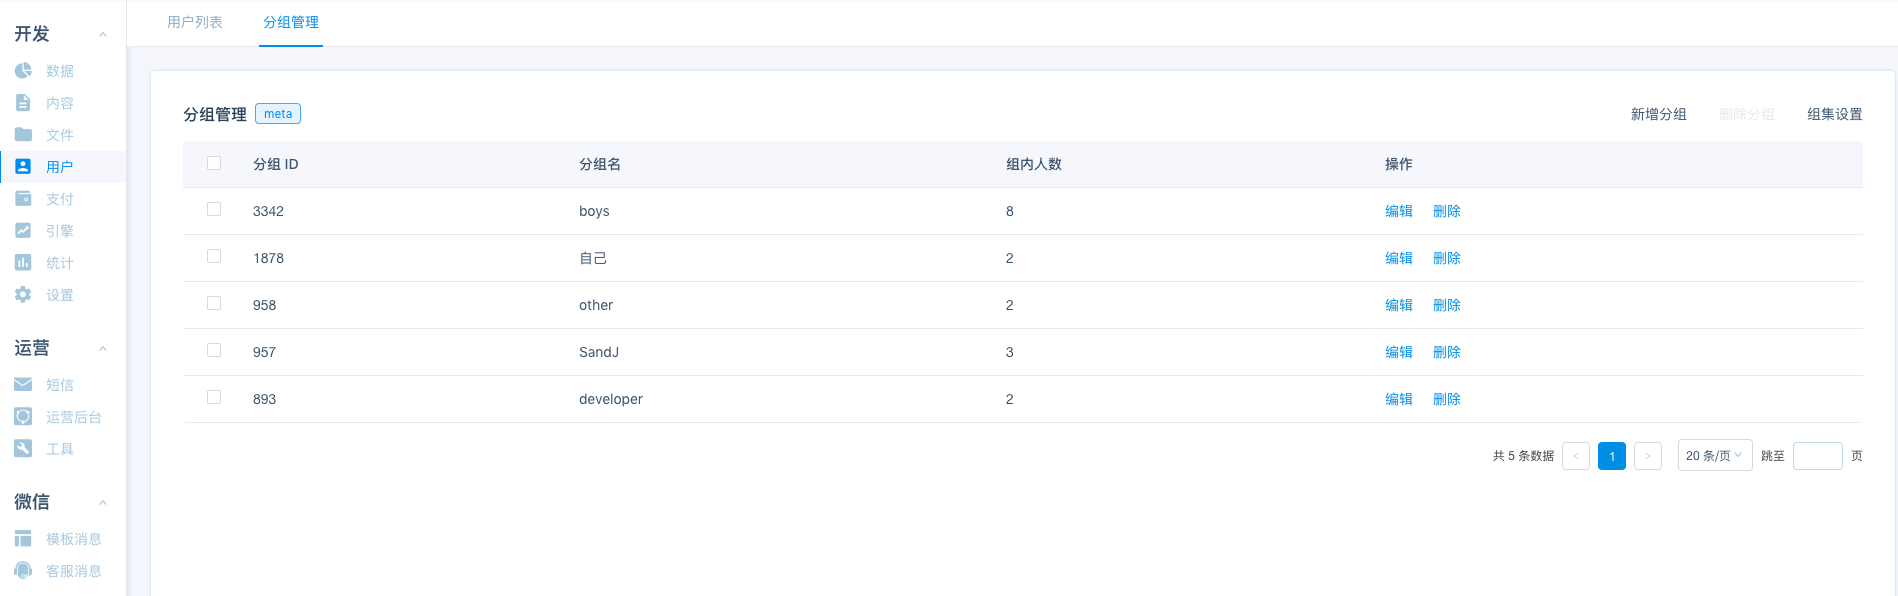 开发
数据
内容
文件
用户
支付
引擎
统计
设置
运营
短信
运营后台
工具
微信
模板消息
客服消息
用户列表 分组管理
分组管理 meta 新增分组 删除分组 组集设置
分组 ID 分组名 组内人数 操作
3342 boys 8 编辑 删除
1878 自己 2 编辑 删除
958 other 2 编辑 删除
957 SandJ 3 编辑 删除
893 developer 2 编辑 删除
共 5 条数据 1 20 条/页 跳至 页